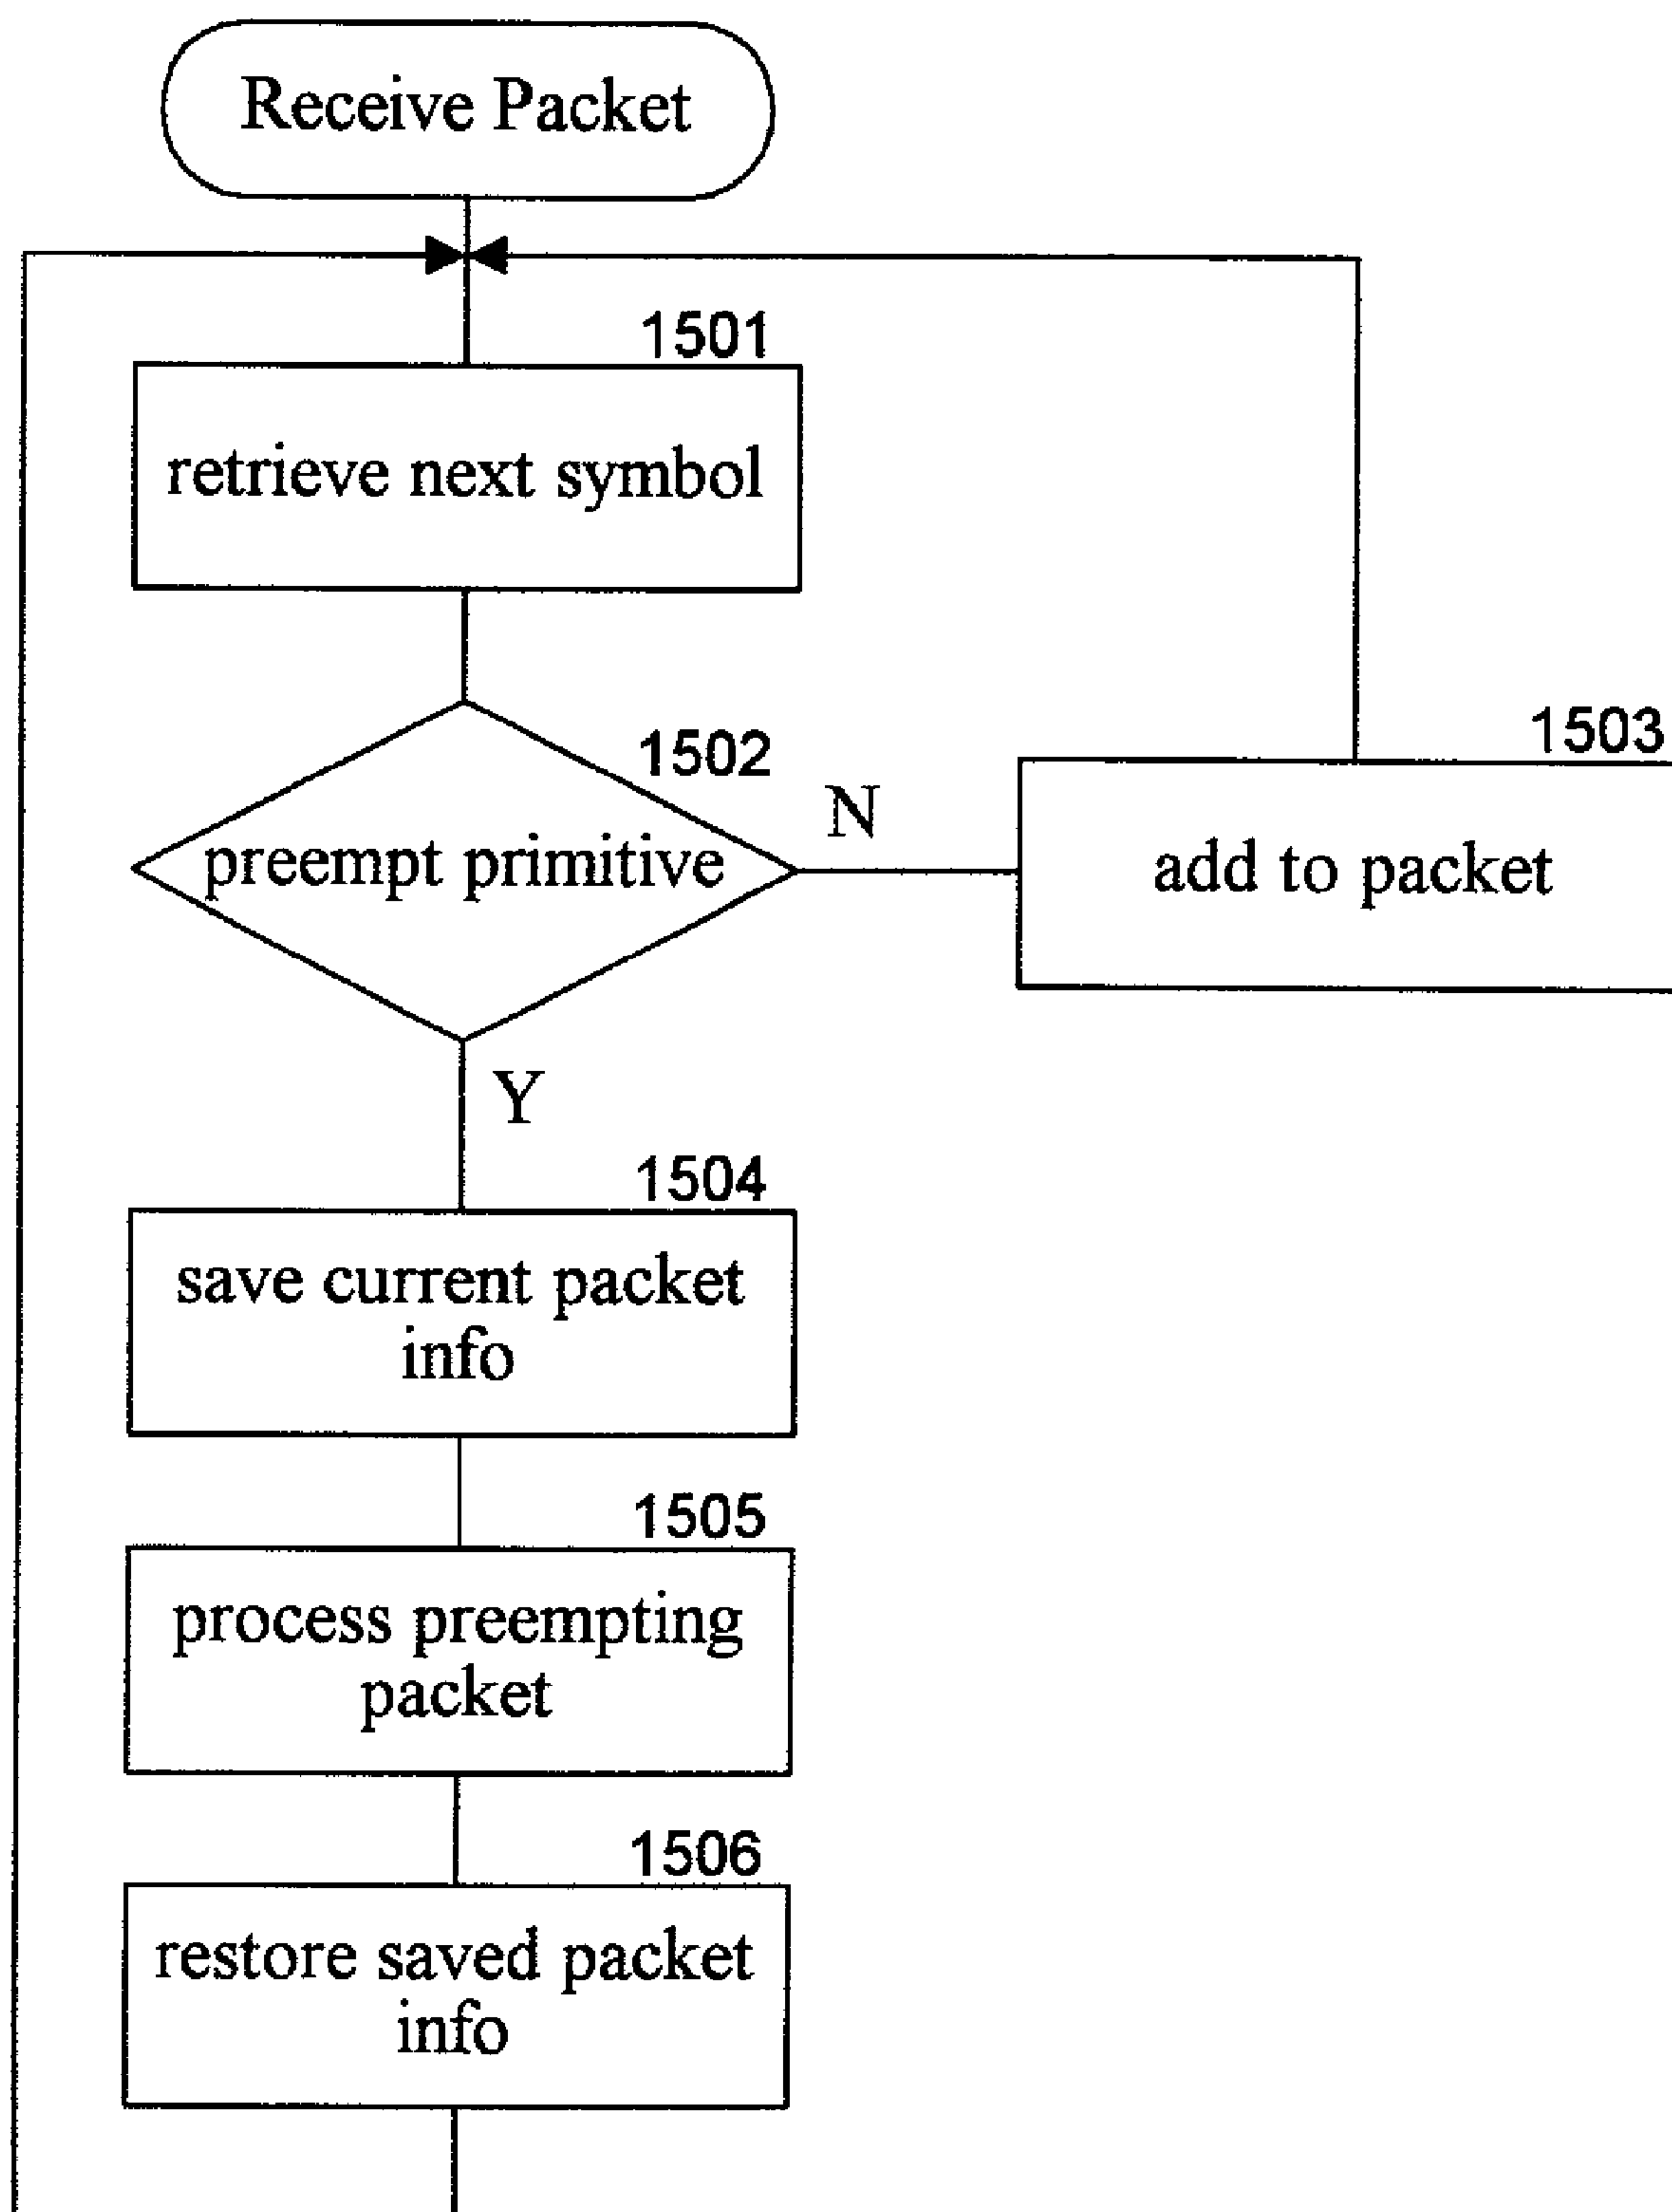 Receive Packet
1501
retrieve next symbol
1502
preempt primitive
N
1503
add to packet
Y
1504
save current packet
info
1505
process preempting
packet
1506
restore saved packet
info